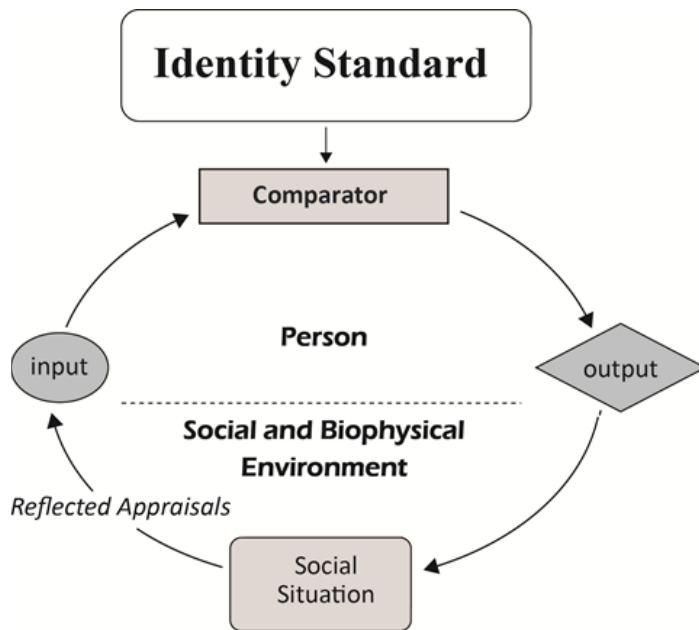 Identity Standard
Comparator
Person
input
output
Social and Biophysical
Environment
Reflected Appraisals
Social
Situation